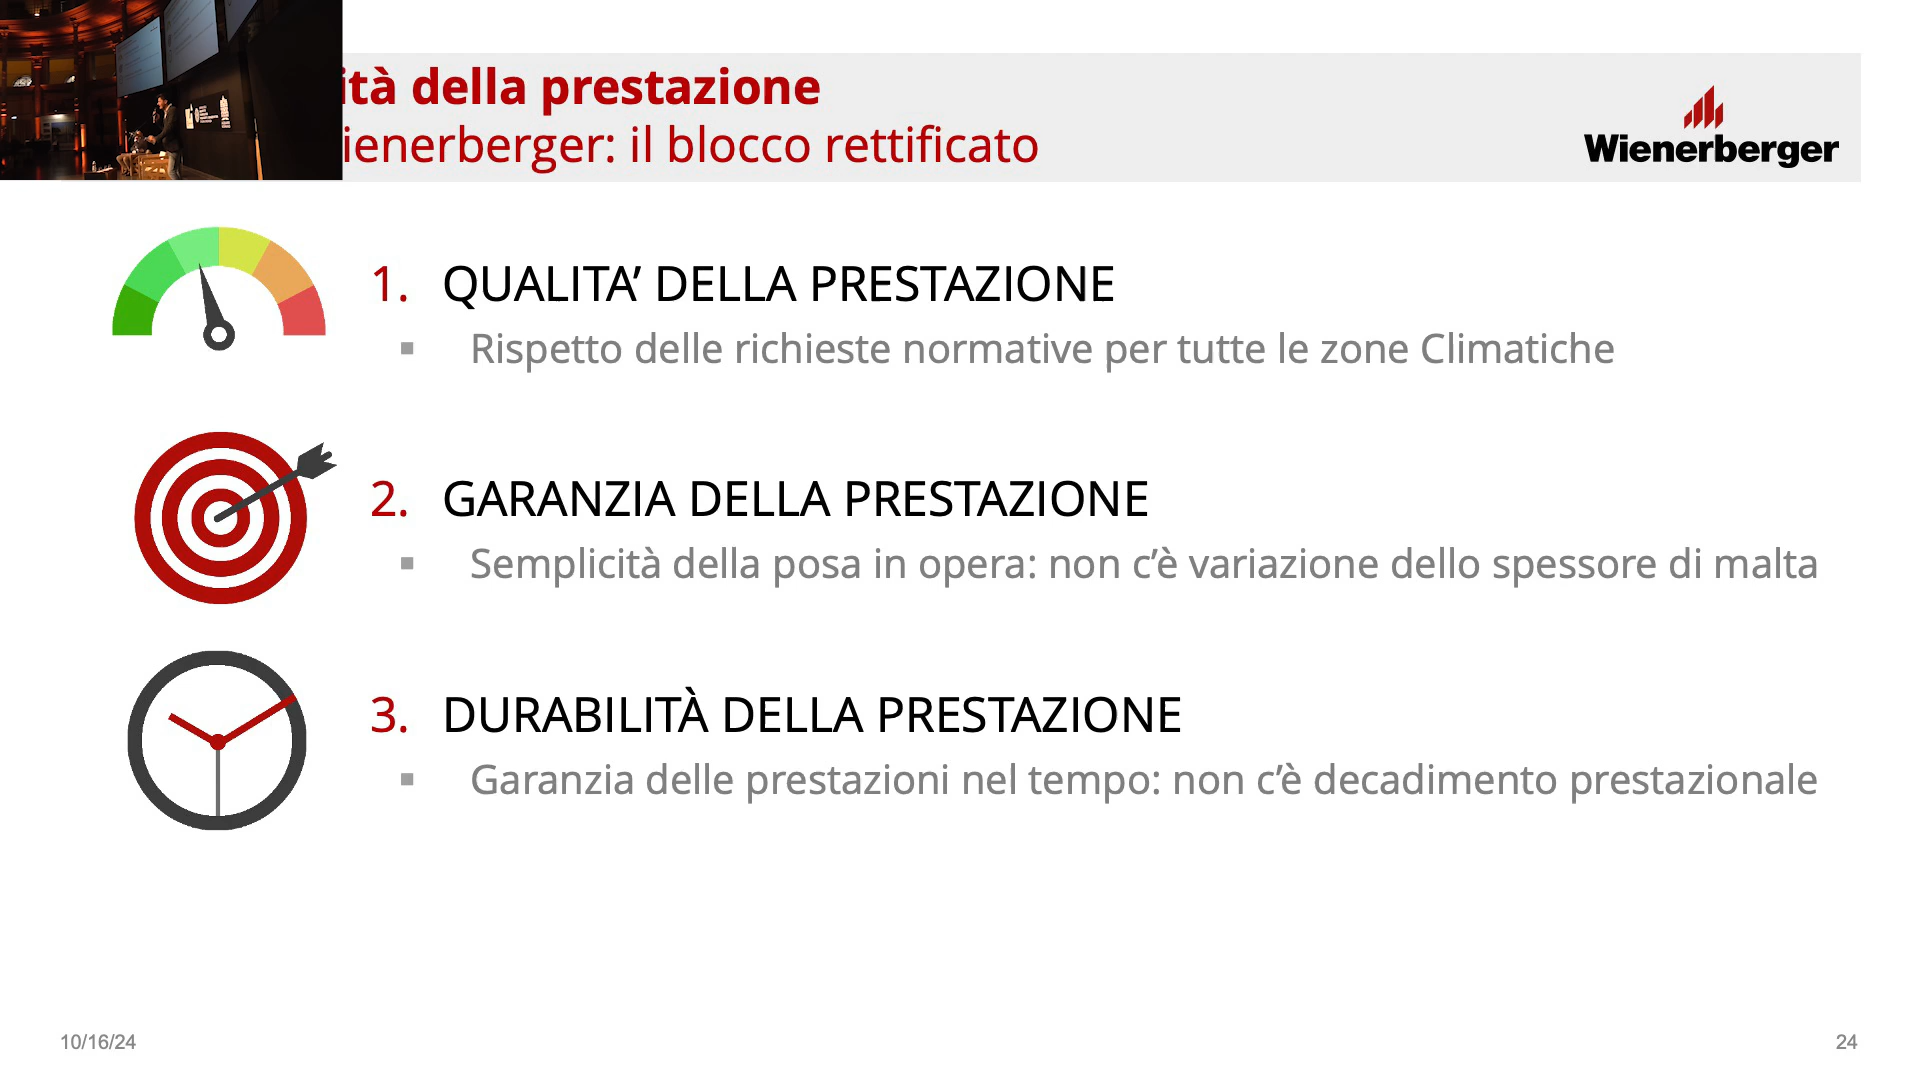 ità della prestazione
ienerberger: il blocco rettificato
Wienerberger
1. QUALITA’ DELLA PRESTAZIONE
▪ Rispetto delle richieste normative per tutte le zone Climatiche
2. GARANZIA DELLA PRESTAZIONE
▪ Semplicità della posa in opera: non c’è variazione dello spessore di malta
3. DURABILITÀ DELLA PRESTAZIONE
▪ Garanzia delle prestazioni nel tempo: non c’è decadimento prestazionale
10/16/24
24